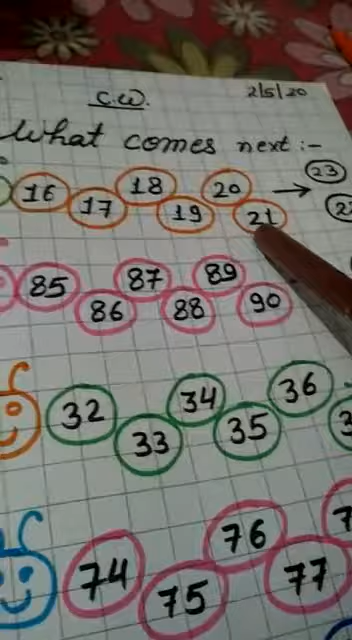 C.W. 2/5/20
What comes next :-
16 17 18 19 20 21 → 23
85 86 87 88 89 90
32 33 34 35 36
74 75 76 77